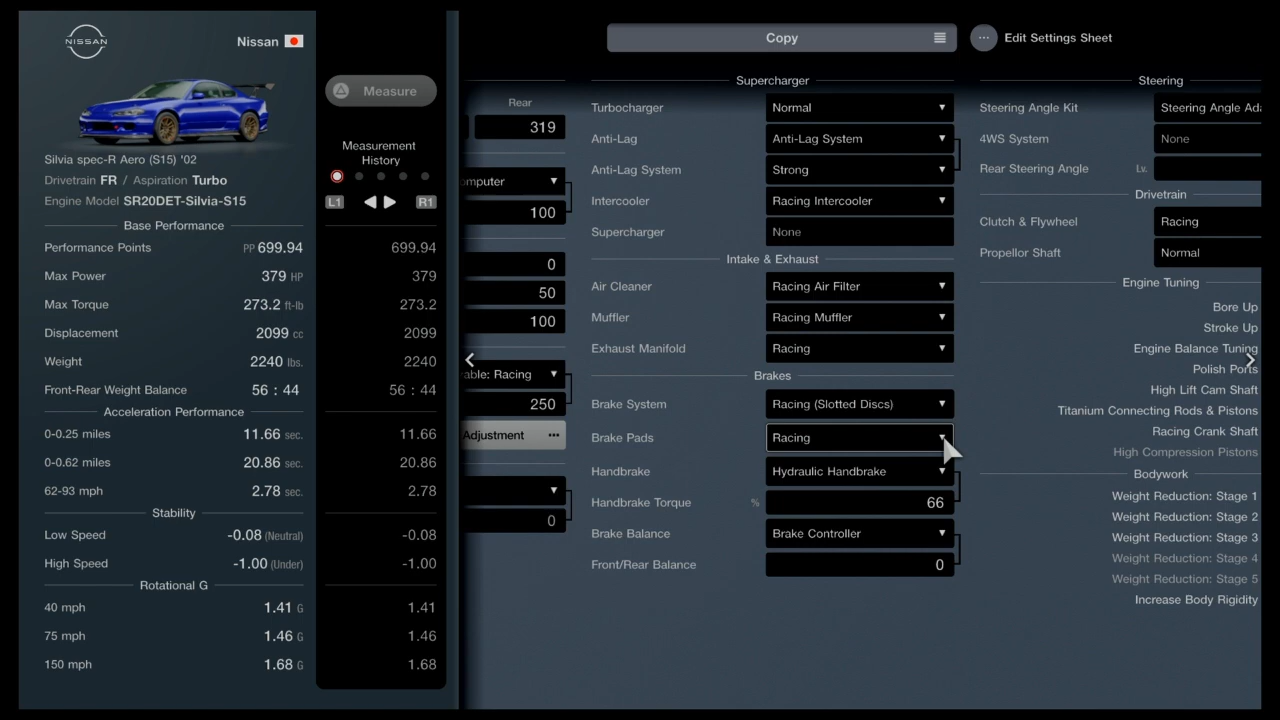 NISSAN
Nissan
Silvia spec-R Aero (S15) '02
Drivetrain FR / Aspiration Turbo
Engine Model SR20DET-Silvia-S15
Base Performance
Performance Points PP 699.94
Max Power 379 HP
Max Torque 273.2 ft-lb
Displacement 2099 cc
Weight 2240 lbs.
Front-Rear Weight Balance 56 : 44
Acceleration Performance
0-0.25 miles 11.66 sec.
0-0.62 miles 20.86 sec.
62-93 mph 2.78 sec.
Stability
Low Speed -0.08 (Neutral)
High Speed -1.00 (Under)
Rotational G
40 mph 1.41 G
75 mph 1.46 G
150 mph 1.68 G
Measure
Measurement
History
L1 R1
699.94
379
273.2
2099
2240
56 : 44
11.66
20.86
2.78
-0.08
-1.00
1.41
1.46
1.68
Copy
Edit Settings Sheet
Rear
319
omputer
100
0
50
100
able: Racing
250
Adjustment
0
Supercharger
Turbocharger Normal
Anti-Lag Anti-Lag System
Anti-Lag System Strong
Intercooler Racing Intercooler
Supercharger None
Intake & Exhaust
Air Cleaner Racing Air Filter
Muffler Racing Muffler
Exhaust Manifold Racing
Brakes
Brake System Racing (Slotted Discs)
Brake Pads Racing
Handbrake Hydraulic Handbrake
Handbrake Torque % 66
Brake Balance Brake Controller
Front/Rear Balance 0
Steering
Steering Angle Kit Steering Angle Ada
4WS System None
Rear Steering Angle Lv.
Drivetrain
Clutch & Flywheel Racing
Propellor Shaft Normal
Engine Tuning
Bore Up
Stroke Up
Engine Balance Tuning
Polish Ports
High Lift Cam Shaft
Titanium Connecting Rods & Pistons
Racing Crank Shaft
High Compression Pistons
Bodywork
Weight Reduction: Stage 1
Weight Reduction: Stage 2
Weight Reduction: Stage 3
Weight Reduction: Stage 4
Weight Reduction: Stage 5
Increase Body Rigidity